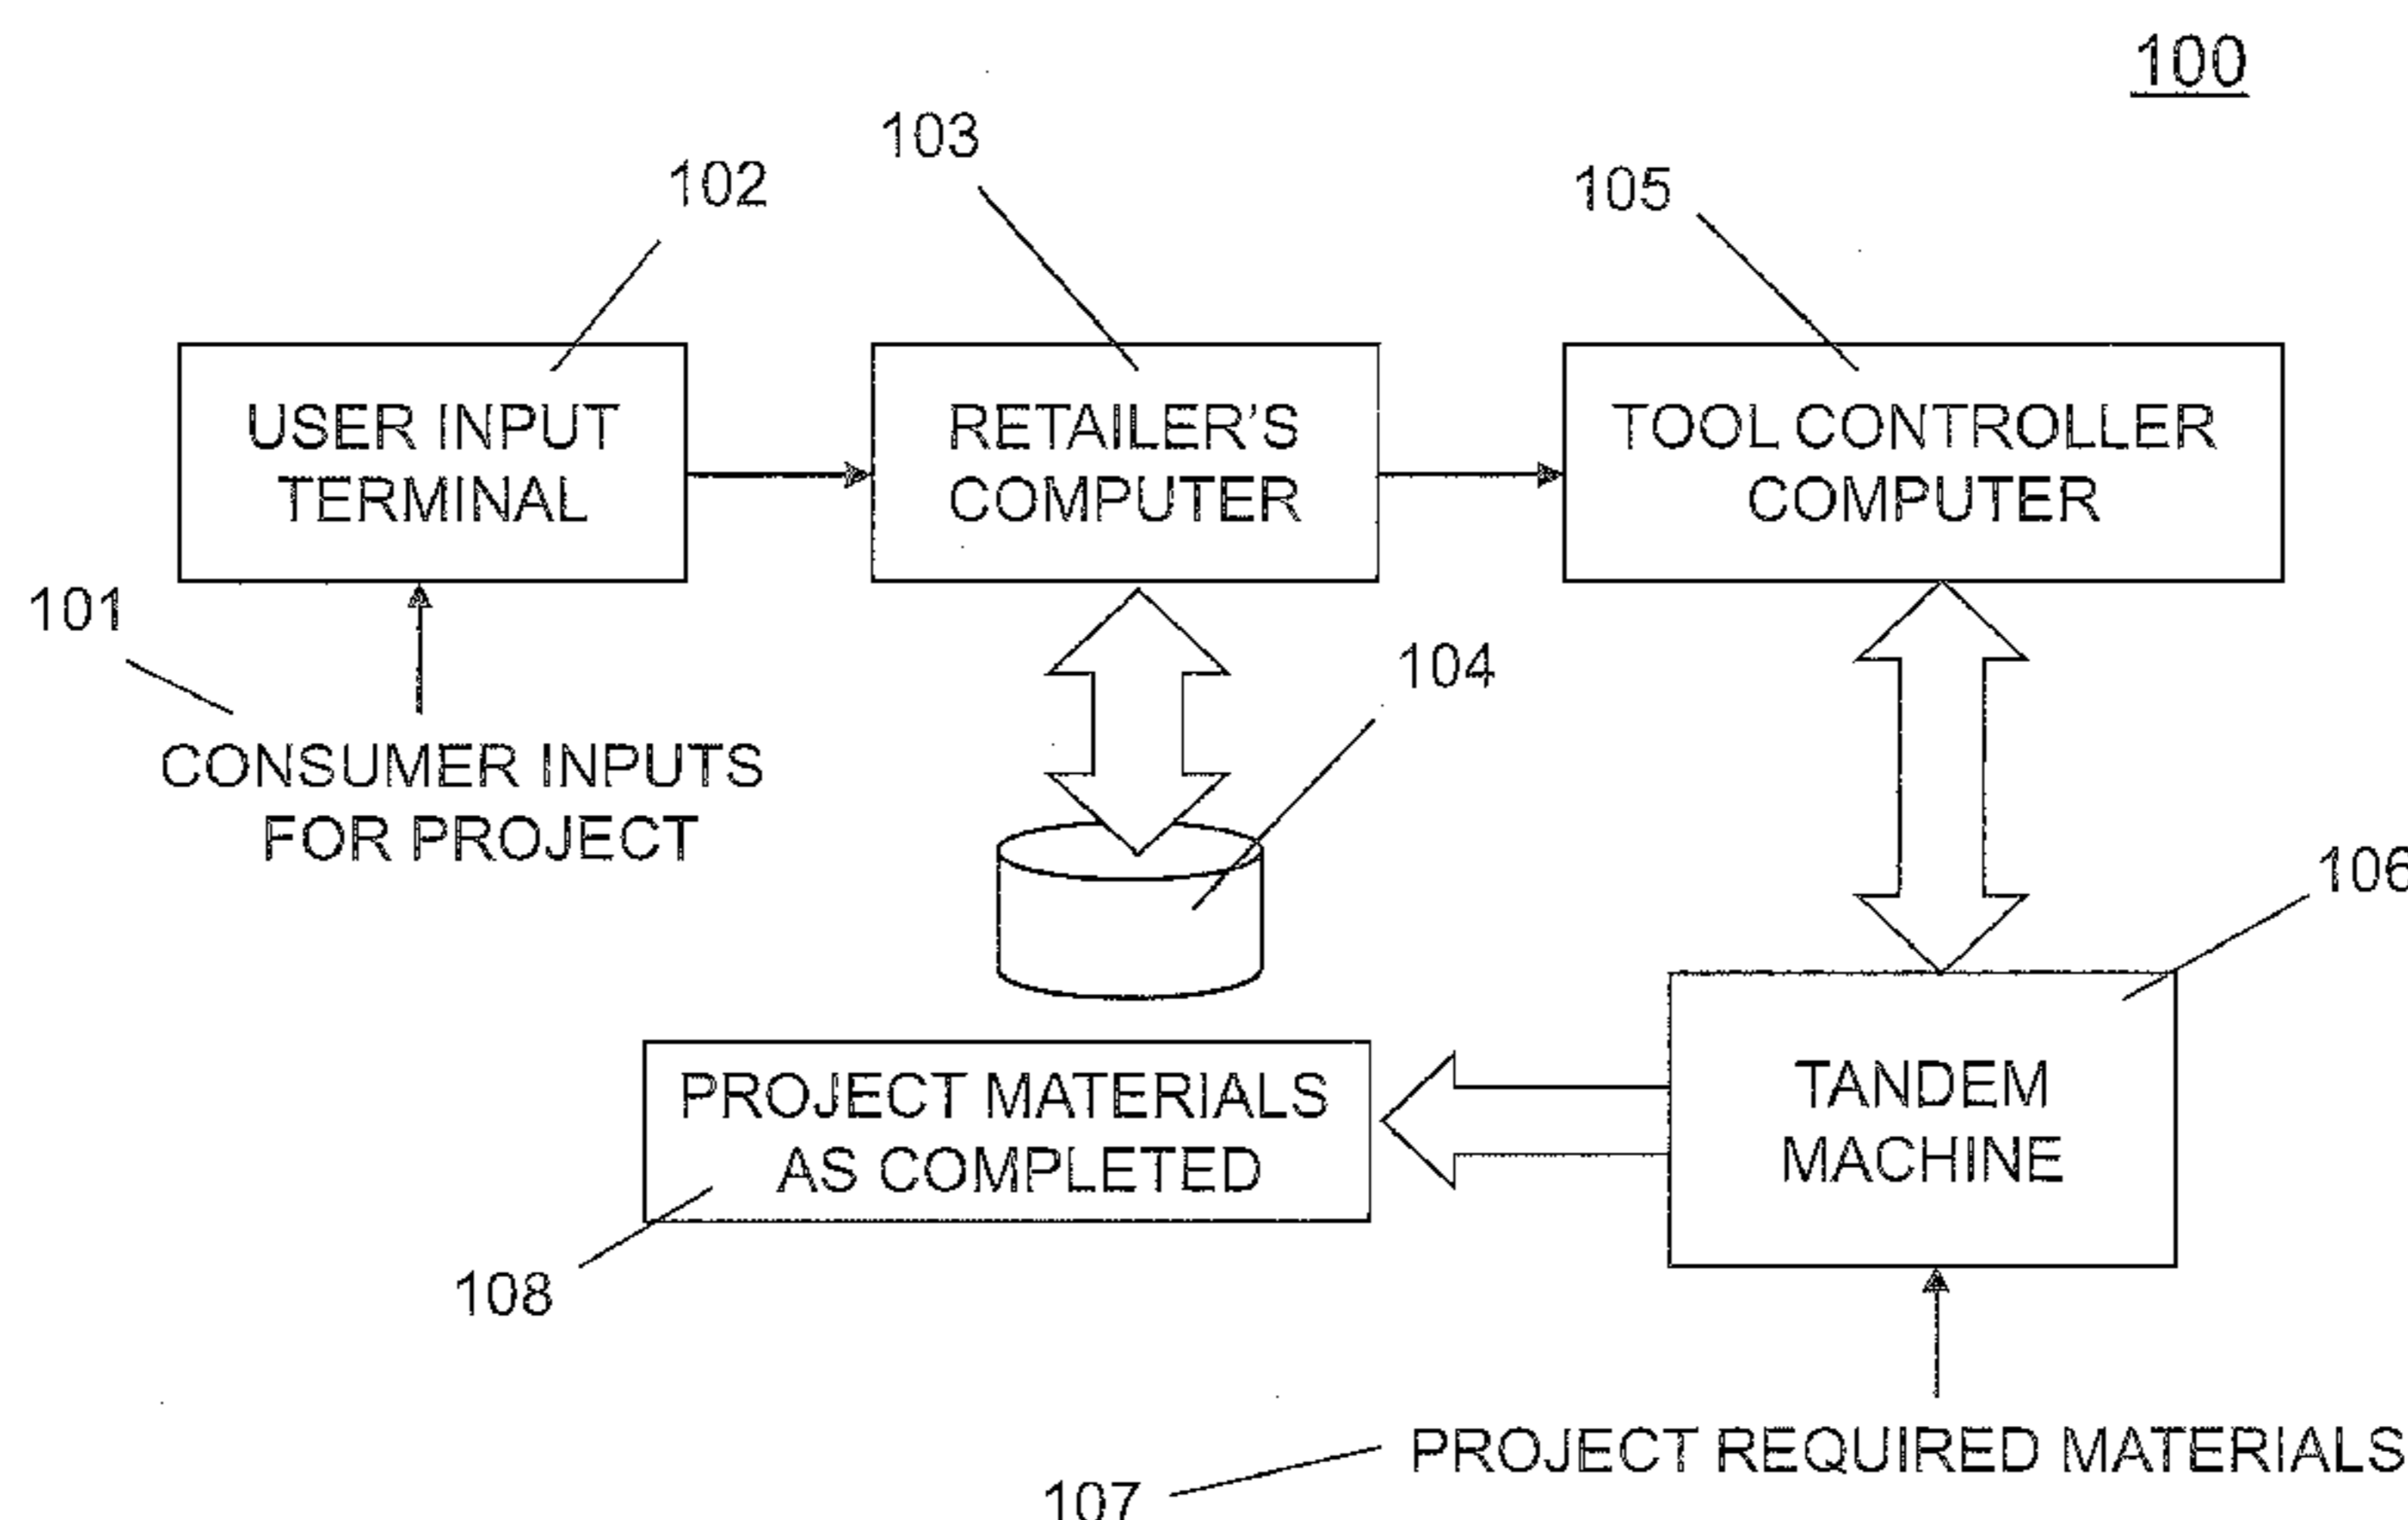 100
103
102
105
USER INPUT
TERMINAL
RETAILER'S
COMPUTER
TOOL CONTROLLER
COMPUTER
101
104
CONSUMER INPUTS
FOR PROJECT
106
PROJECT MATERIALS
AS COMPLETED
TANDEM
MACHINE
108
PROJECT REQUIRED MATERIALS
107